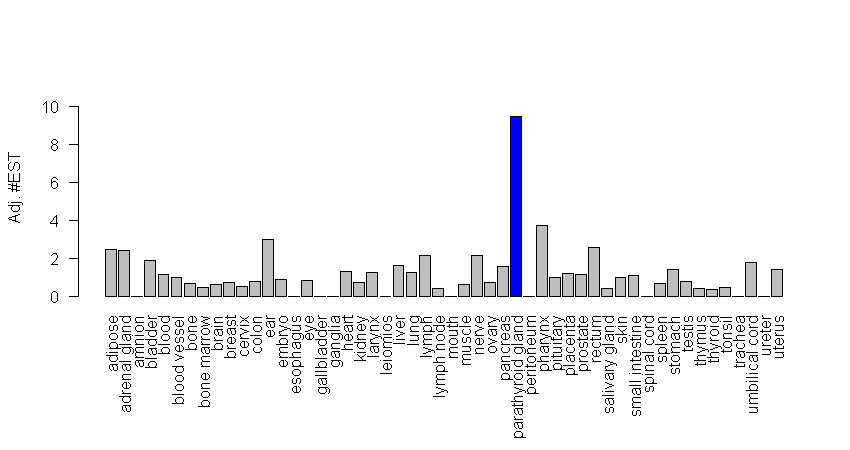 Adj. #EST
10
8
6
4
2
0
adipose
adrenal gland
amnion
bladder
blood
blood vessel
bone
bone marrow
brain
breast
cervix
colon
ear
embryo
esophagus
eye
gallbladder
ganglia
heart
kidney
larynx
leiomios
liver
lung
lymph
lymph node
mouth
muscle
nerve
ovary
pancreas
parathyroid gland
peritoneum
pharynx
pituitary
placenta
prostate
rectum
salivary gland
skin
small intestine
spinal cord
spleen
stomach
testis
thymus
thyroid
tonsil
trachea
umbilical cord
ureter
uterus